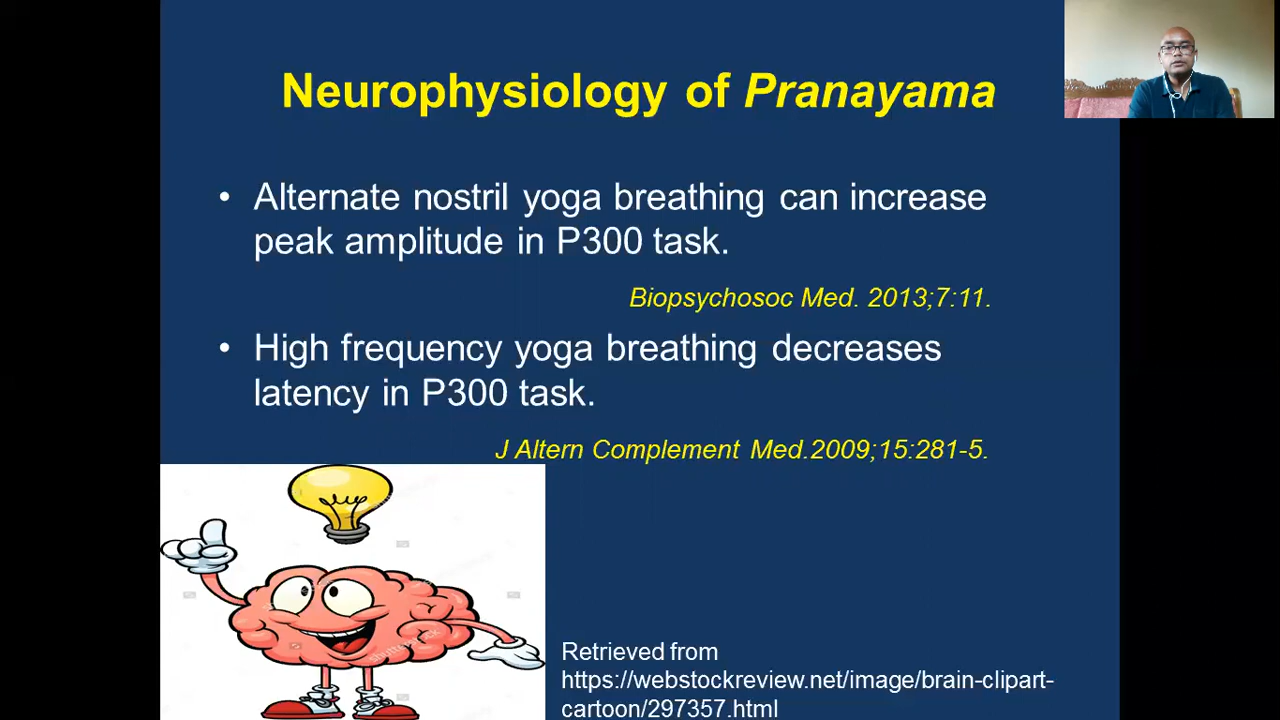 Neurophysiology of Pranayama
• Alternate nostril yoga breathing can increase
peak amplitude in P300 task.
Biopsychosoc Med. 2013;7:11.
• High frequency yoga breathing decreases
latency in P300 task.
J Altern Complement Med.2009;15:281-5.
Retrieved from
https://webstockreview.net/image/brain-clipart-
cartoon/297357.html